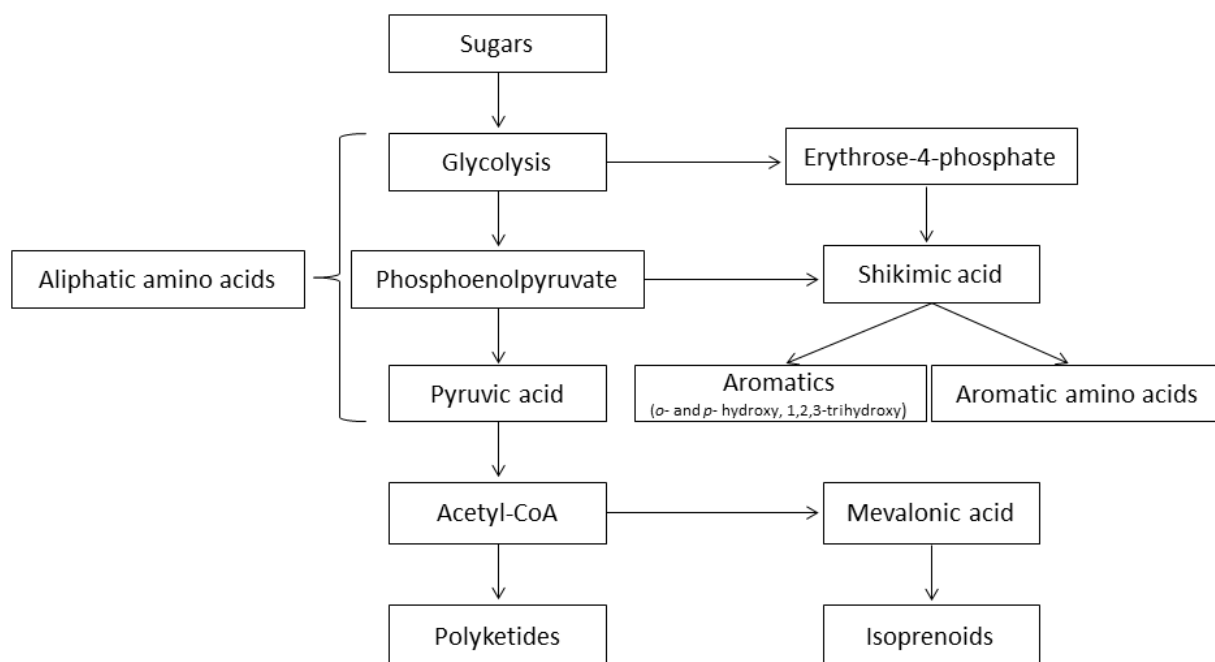 Sugars
Glycolysis
Erythrose-4-phosphate
Aliphatic amino acids
Phosphoenolpyruvate
Shikimic acid
Pyruvic acid
Aromatics
(o- and p- hydroxy, 1,2,3-trihydroxy)
Aromatic amino acids
Acetyl-CoA
Mevalonic acid
Polyketides
Isoprenoids